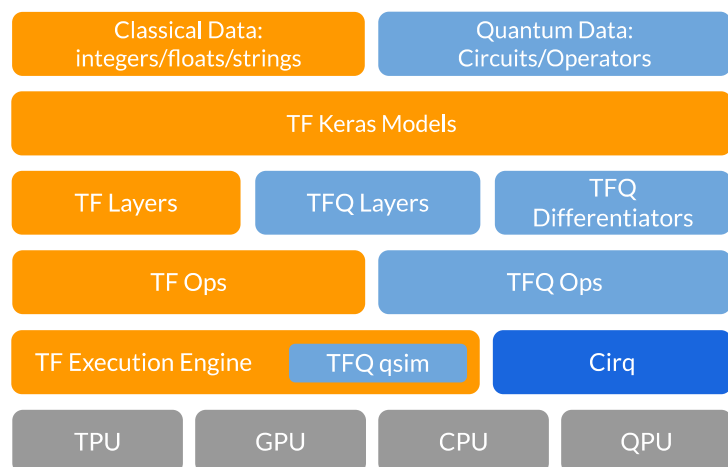 Classical Data:
integers/floats/strings
Quantum Data:
Circuits/Operators
TF Keras Models
TF Layers
TFQ Layers
TFQ
Differentiators
TF Ops
TFQ Ops
TF Execution Engine
TFQ qsim
Cirq
TPU
GPU
CPU
QPU